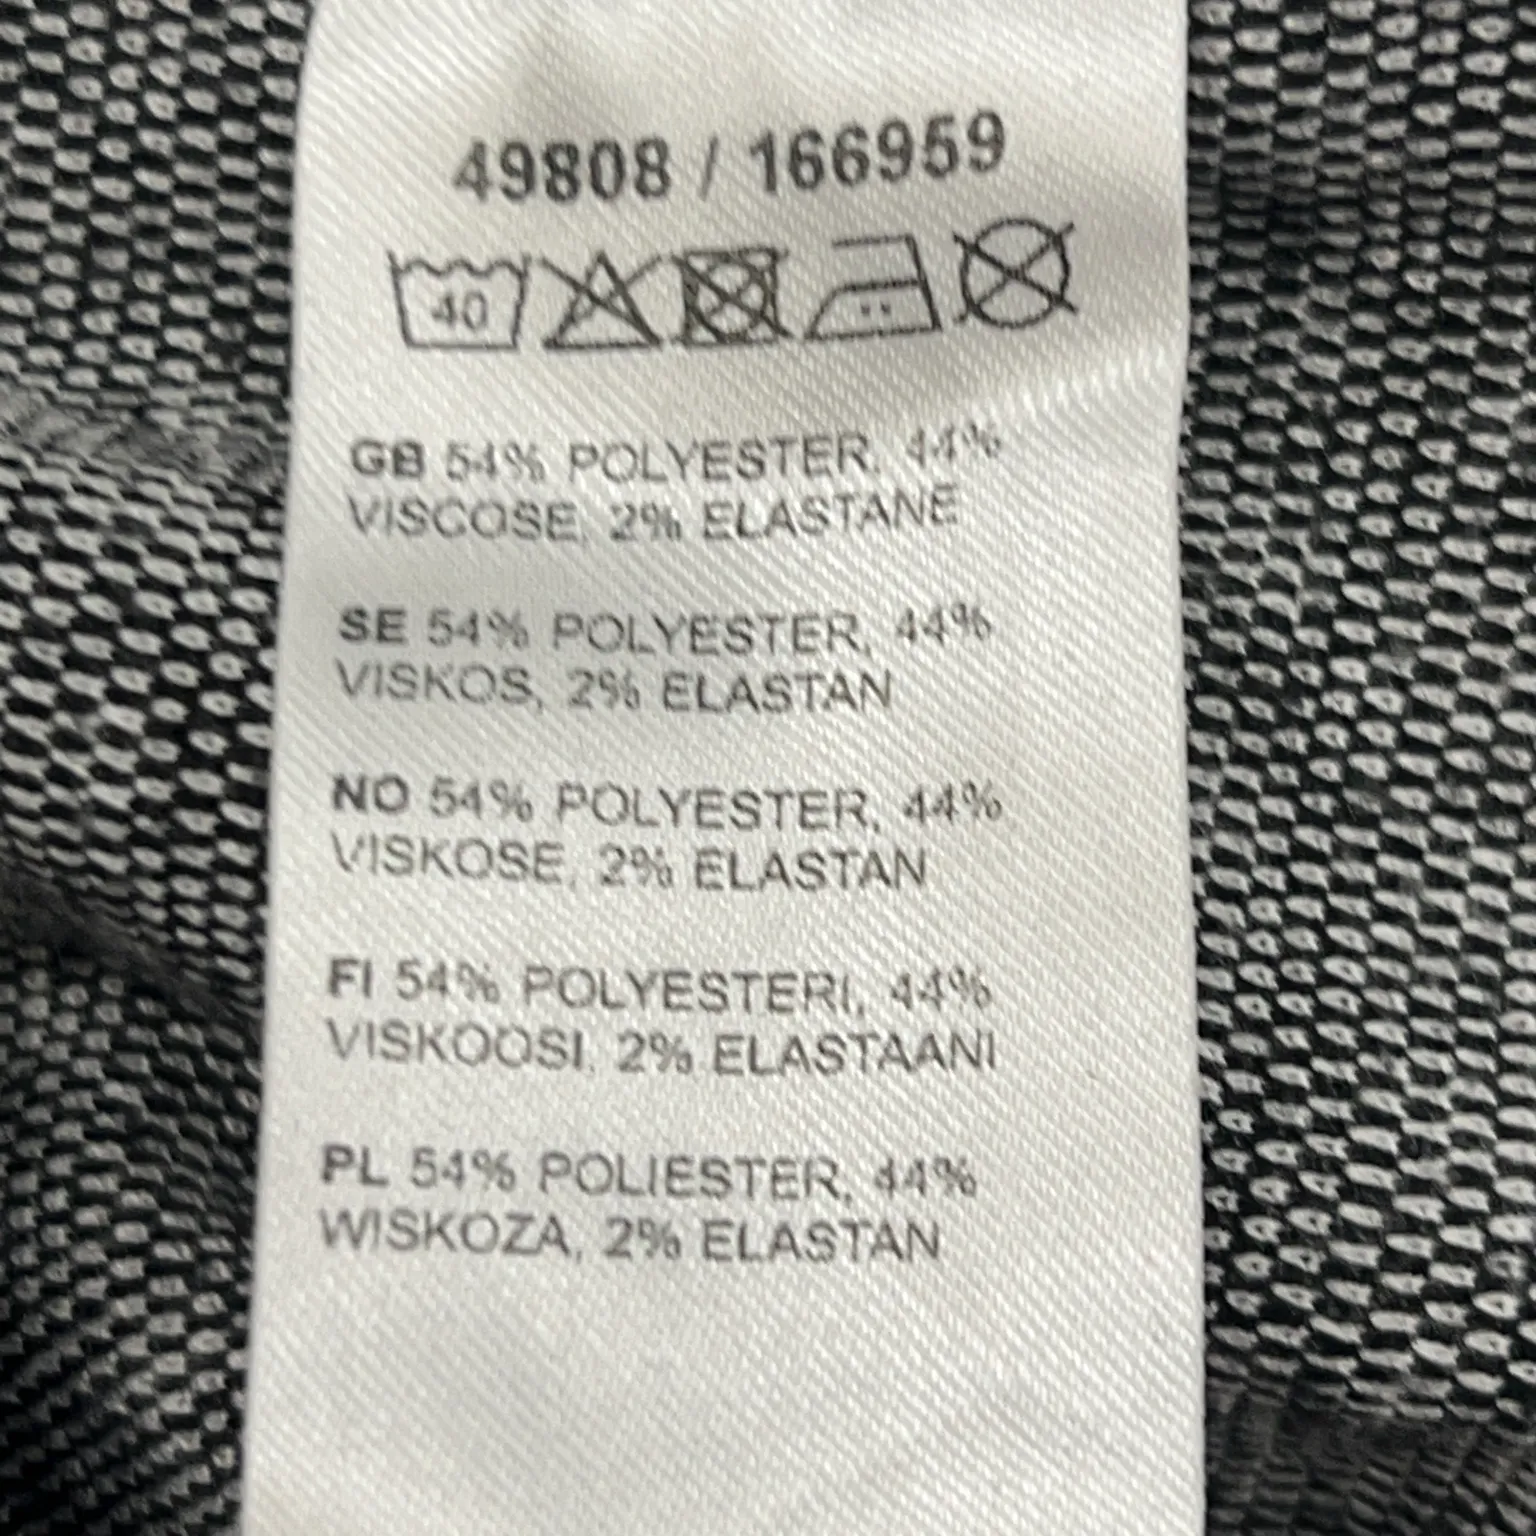 49808 / 166959
40
GB 54% POLYESTER, 44%
VISCOSE, 2% ELASTANE
SE 54% POLYESTER, 44%
VISKOS, 2% ELASTAN
NO 54% POLYESTER, 44%
VISKOSE, 2% ELASTAN
FI 54% POLYESTERI, 44%
VISKOOSI, 2% ELASTAANI
PL 54% POLIESTER, 44%
WISKOZA, 2% ELASTAN